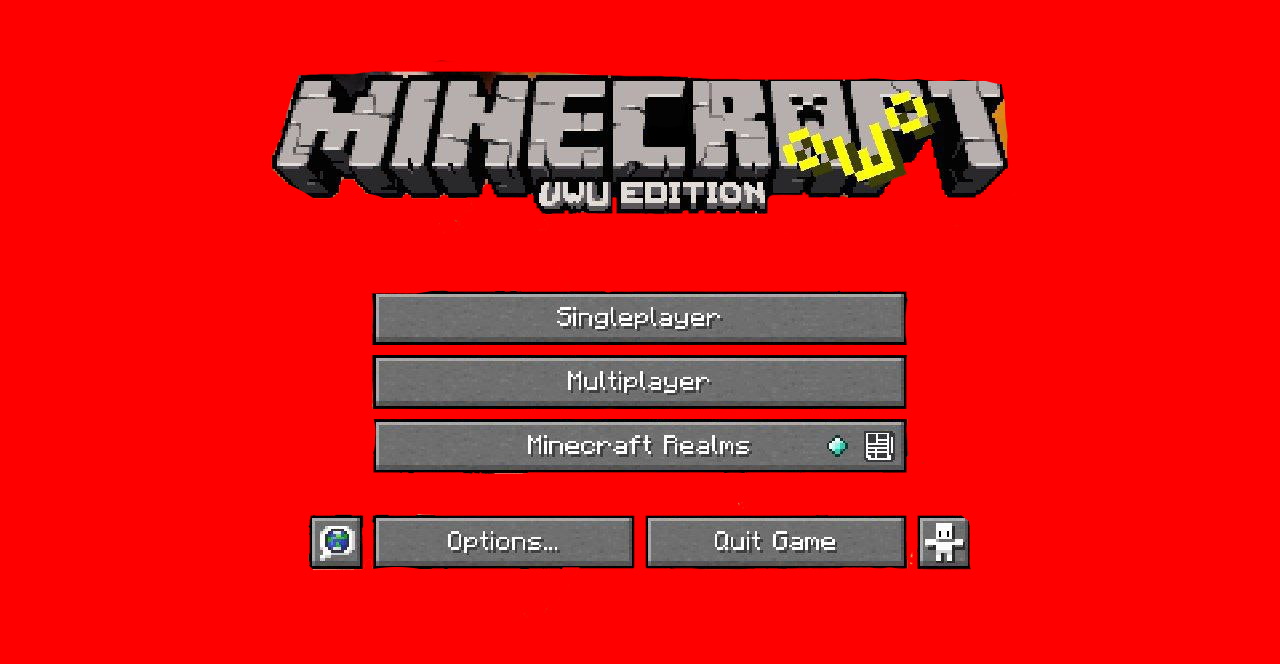 MINECRAFT
OwO
UWU EDITION
Singleplayer
Multiplayer
Minecraft Realms
Options...
Quit Game